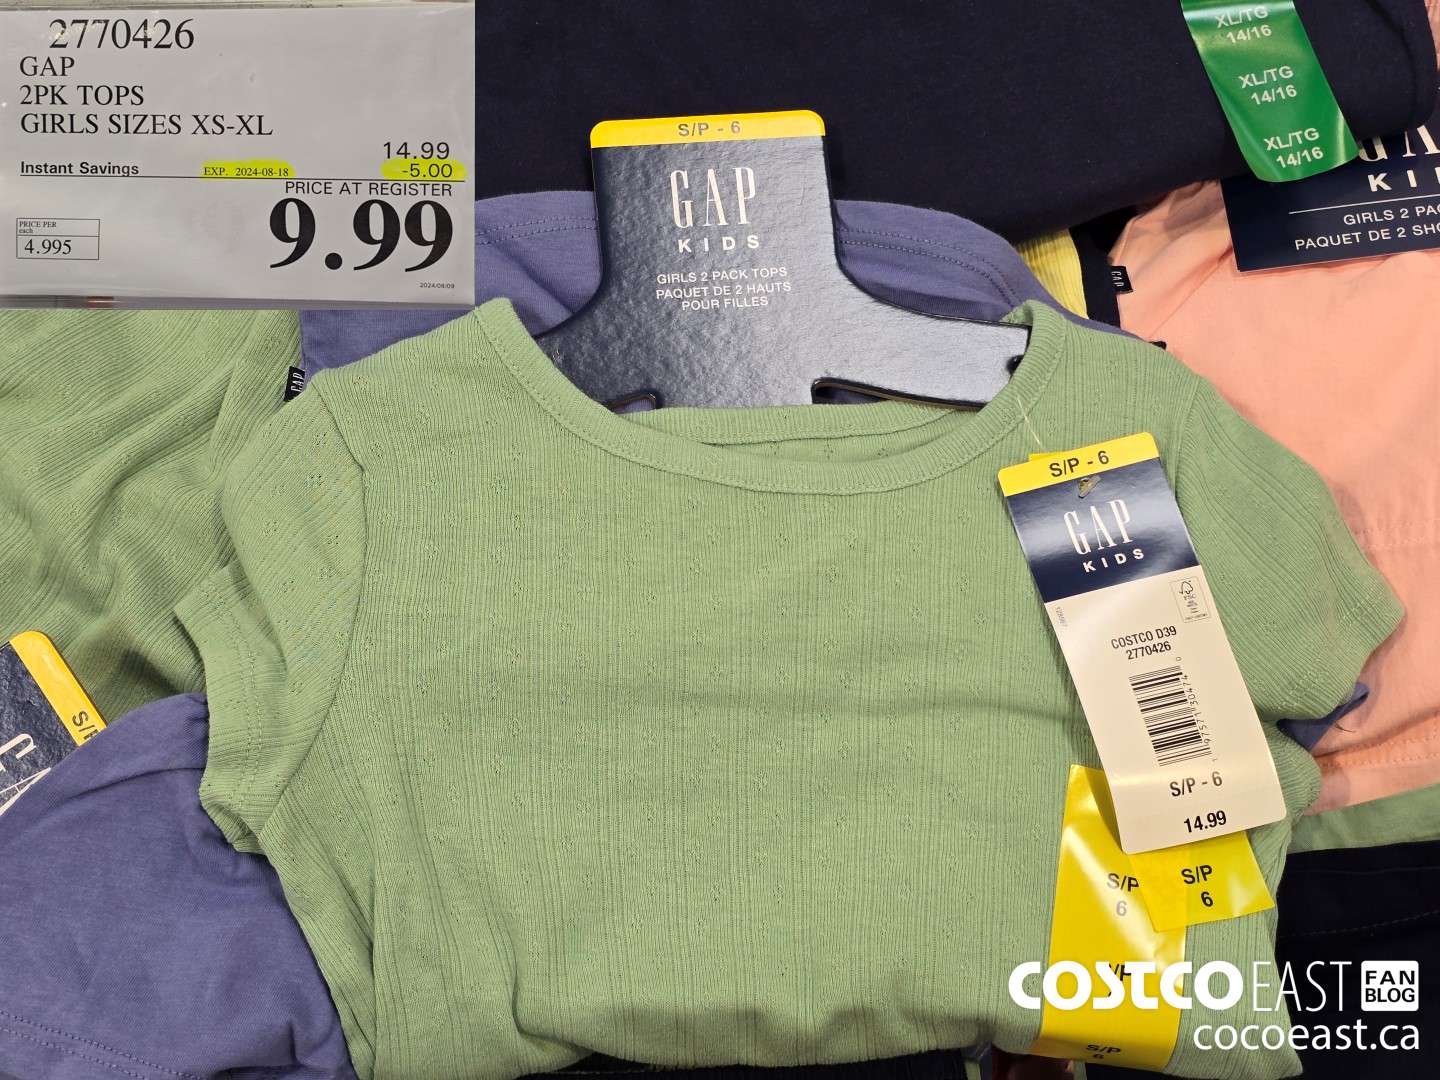 2770426
GAP
2PK TOPS
GIRLS SIZES XS-XL
14.99
Instant Savings EXP. 2024-08-18 -5.00
PRICE AT REGISTER
9.99
PRICE PER
each
4.995
2024/08/09
S/P - 6
GAP
KIDS
GIRLS 2 PACK TOPS
PAQUET DE 2 HAUTS
POUR FILLES
XL/TG
14/16
XL/TG
14/16
XL/TG
14/16
GIRLS 2
PAQUET DE 2
GAP
GAP
S/P - 6
GAP
KIDS
COSTCO D39
2770426
S/P - 6
14.99
S/P
6
S/P
6
S/P
6
COSTCO EAST FAN BLOG
cocoeast.ca